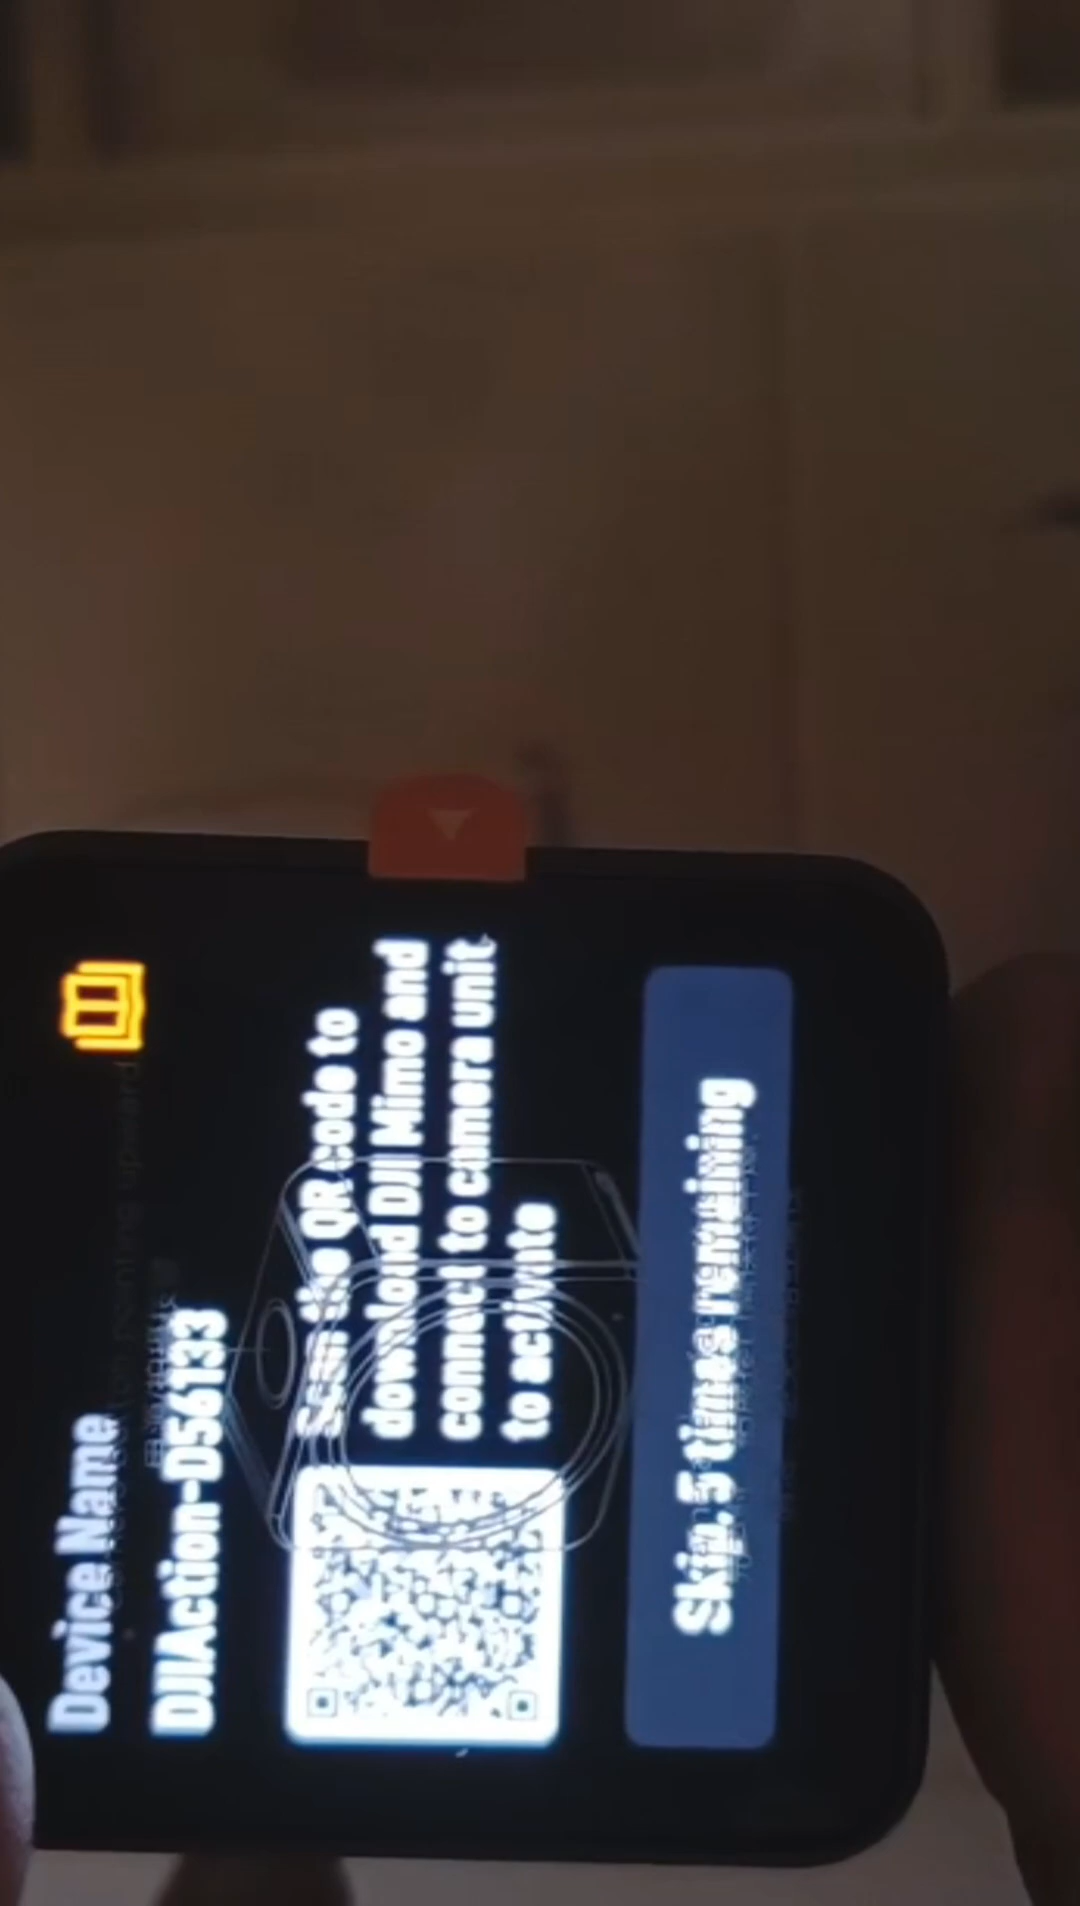 Device Name
DJIAction-D56133
Scan the QR code to
download DJI Mimo and
connect to camera unit
to activate
Skip. 5 times remaining